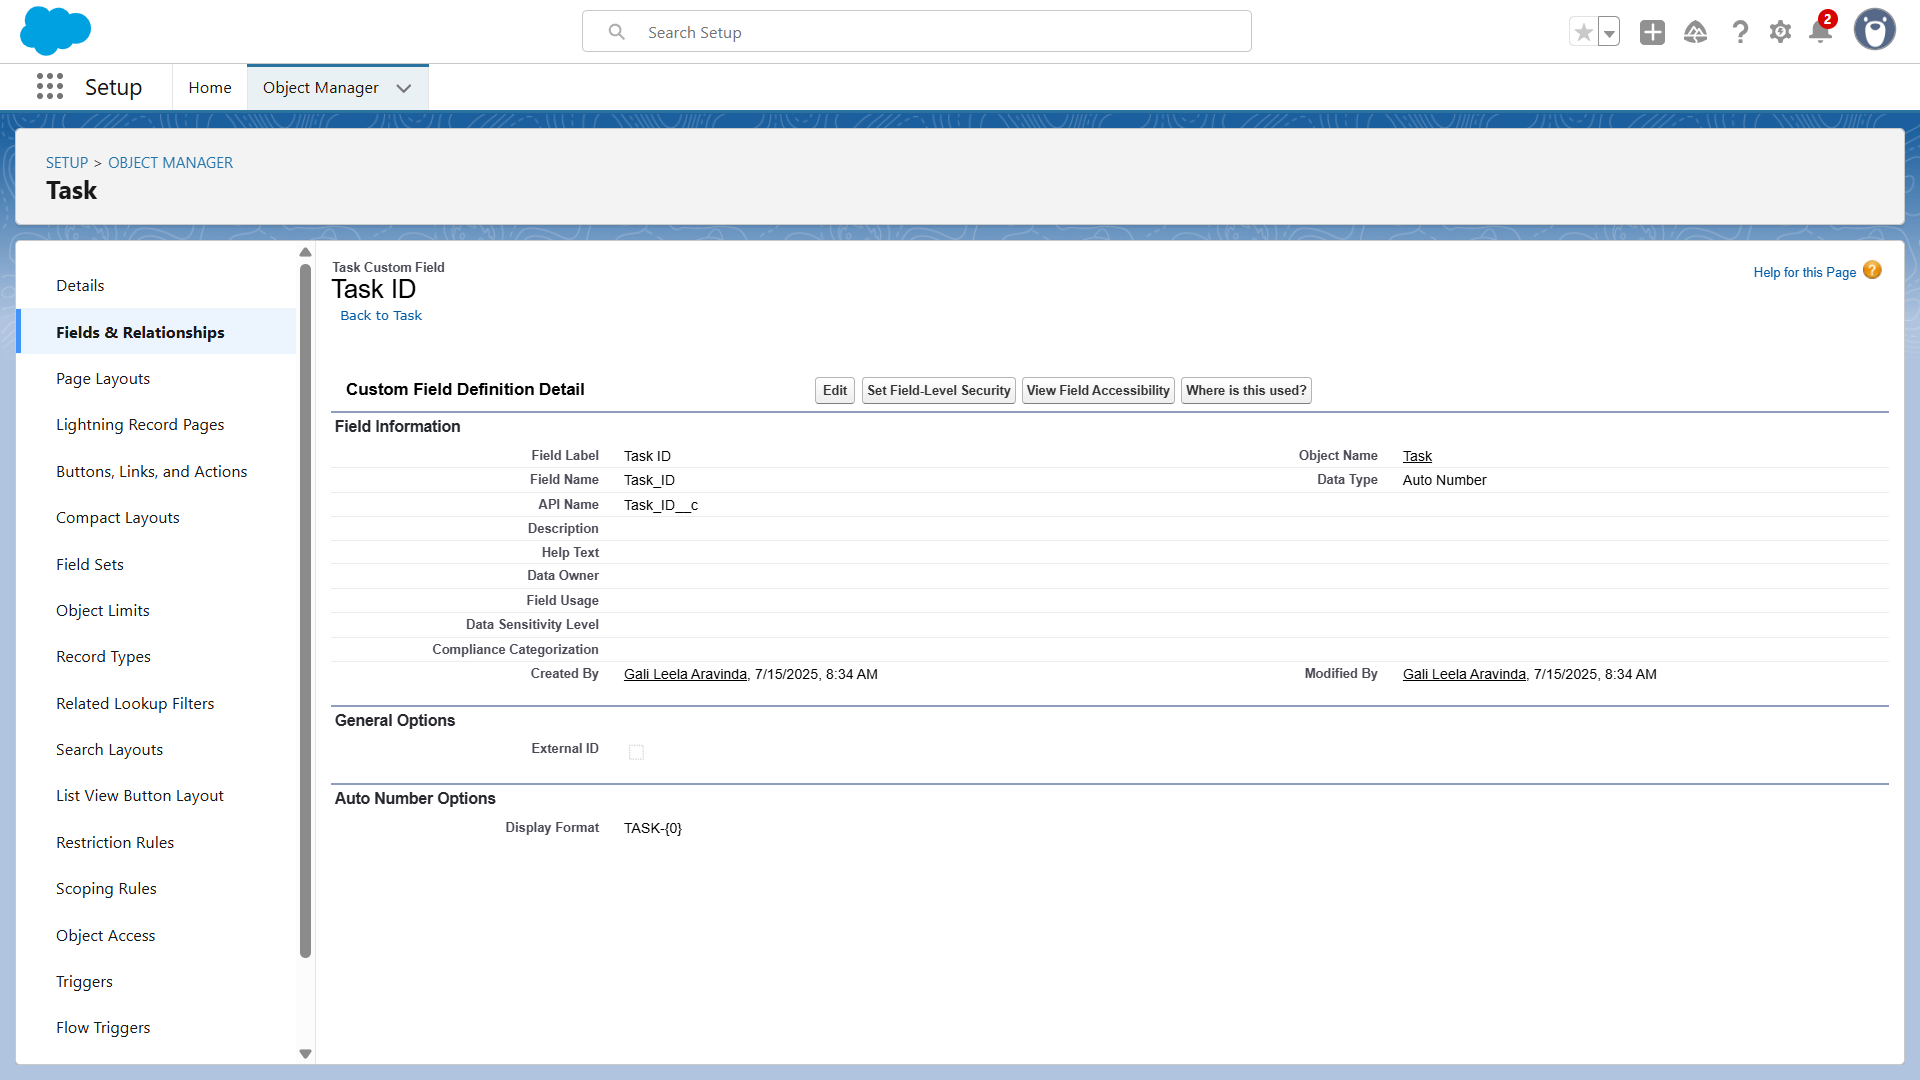 Search Setup
2
Setup
Home
Object Manager
SETUP > OBJECT MANAGER
Task
Details
Fields & Relationships
Page Layouts
Lightning Record Pages
Buttons, Links, and Actions
Compact Layouts
Field Sets
Object Limits
Record Types
Related Lookup Filters
Search Layouts
List View Button Layout
Restriction Rules
Scoping Rules
Object Access
Triggers
Flow Triggers
Task Custom Field
Task ID
Back to Task
Help for this Page ?
Custom Field Definition Detail
Edit
Set Field-Level Security
View Field Accessibility
Where is this used?
Field Information
Field Label Task ID Object Name Task
Field Name Task_ID Data Type Auto Number
API Name Task_ID__c
Description
Help Text
Data Owner
Field Usage
Data Sensitivity Level
Compliance Categorization
Created By Gali Leela Aravinda, 7/15/2025, 8:34 AM Modified By Gali Leela Aravinda, 7/15/2025, 8:34 AM
General Options
External ID
Auto Number Options
Display Format TASK-{0}